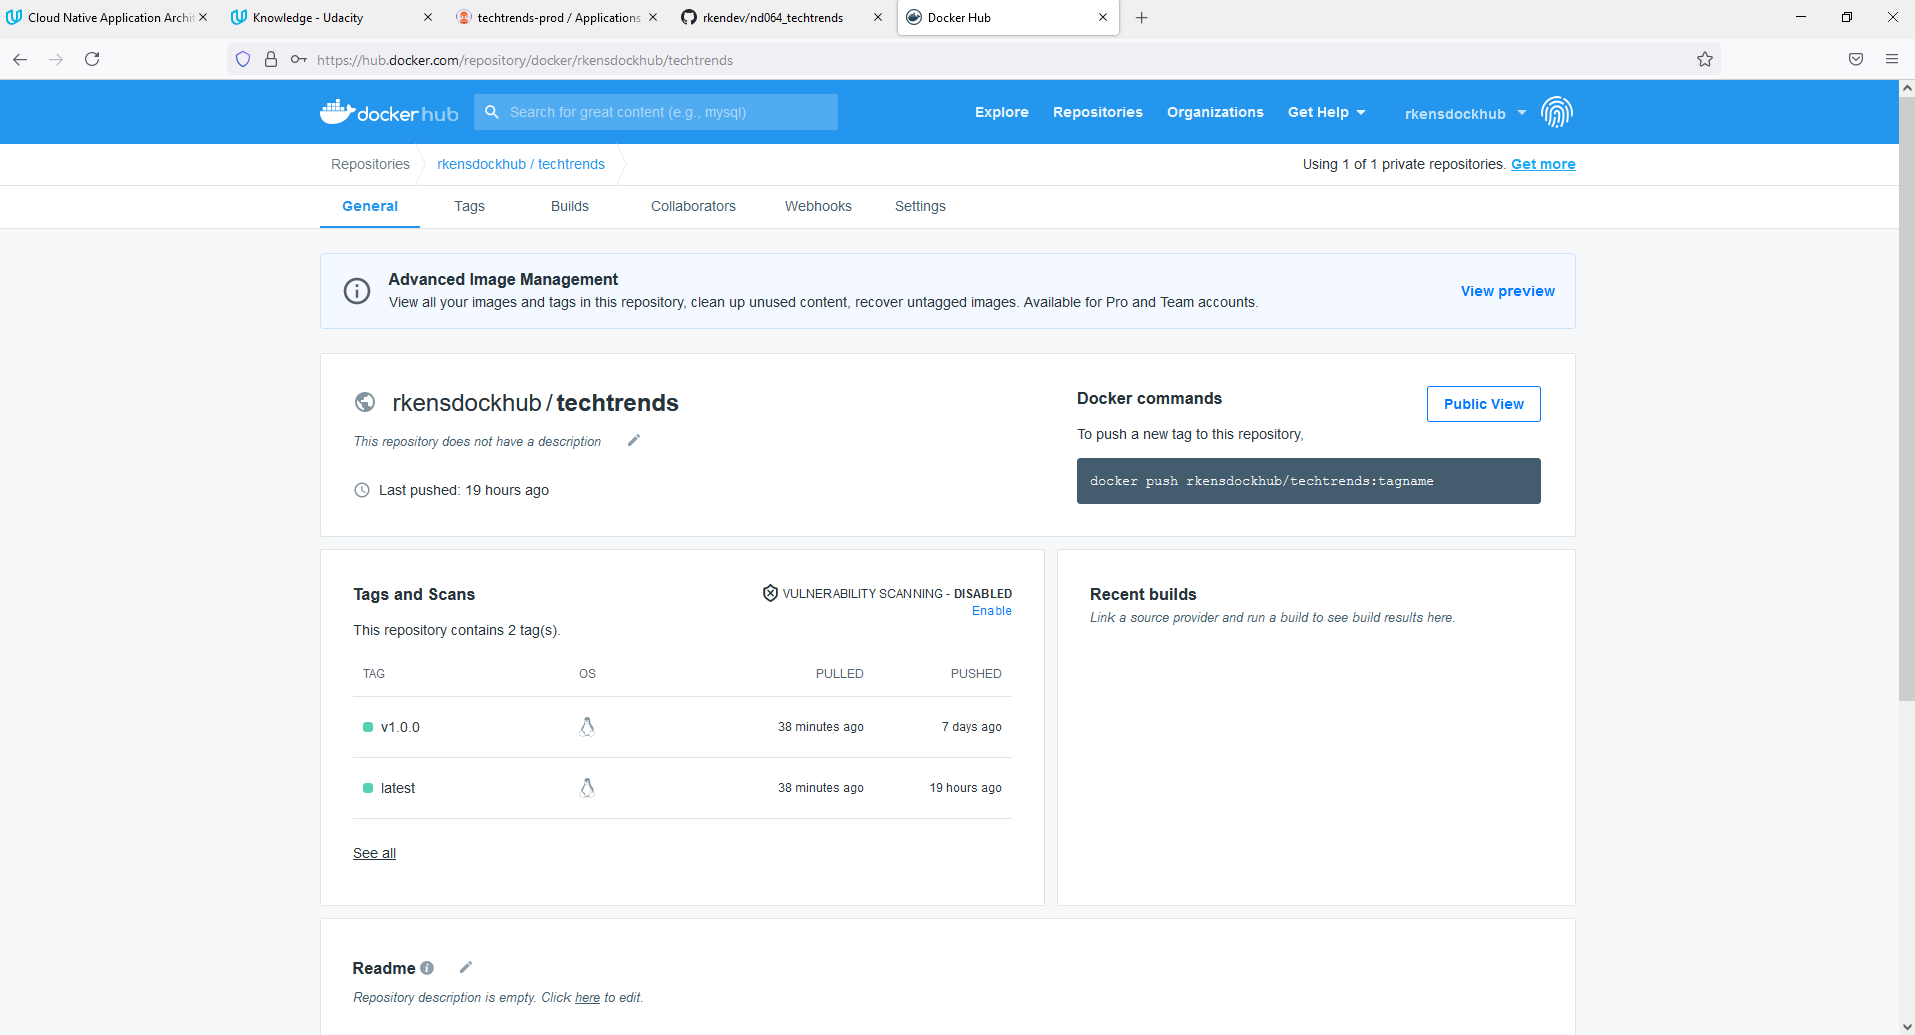 Cloud Native Application Archit
Knowledge - Udacity
techtrends-prod / Applications
rkendev/nd064_techtrends
Docker Hub
https://hub.docker.com/repository/docker/rkensdockhub/techtrends
docker hub
Search for great content (e.g., mysql)
Explore
Repositories
Organizations
Get Help
rkensdockhub
Repositories
rkensdockhub / techtrends
Using 1 of 1 private repositories. Get more
General
Tags
Builds
Collaborators
Webhooks
Settings
Advanced Image Management
View all your images and tags in this repository, clean up unused content, recover untagged images. Available for Pro and Team accounts.
View preview
rkensdockhub / techtrends
This repository does not have a description
Last pushed: 19 hours ago
Docker commands
Public View
To push a new tag to this repository,
docker push rkensdockhub/techtrends:tagname
Tags and Scans
VULNERABILITY SCANNING - DISABLED
Enable
This repository contains 2 tag(s).
TAG OS PULLED PUSHED
v1.0.0 38 minutes ago 7 days ago
latest 38 minutes ago 19 hours ago
See all
Recent builds
Link a source provider and run a build to see build results here.
Readme
Repository description is empty. Click here to edit.